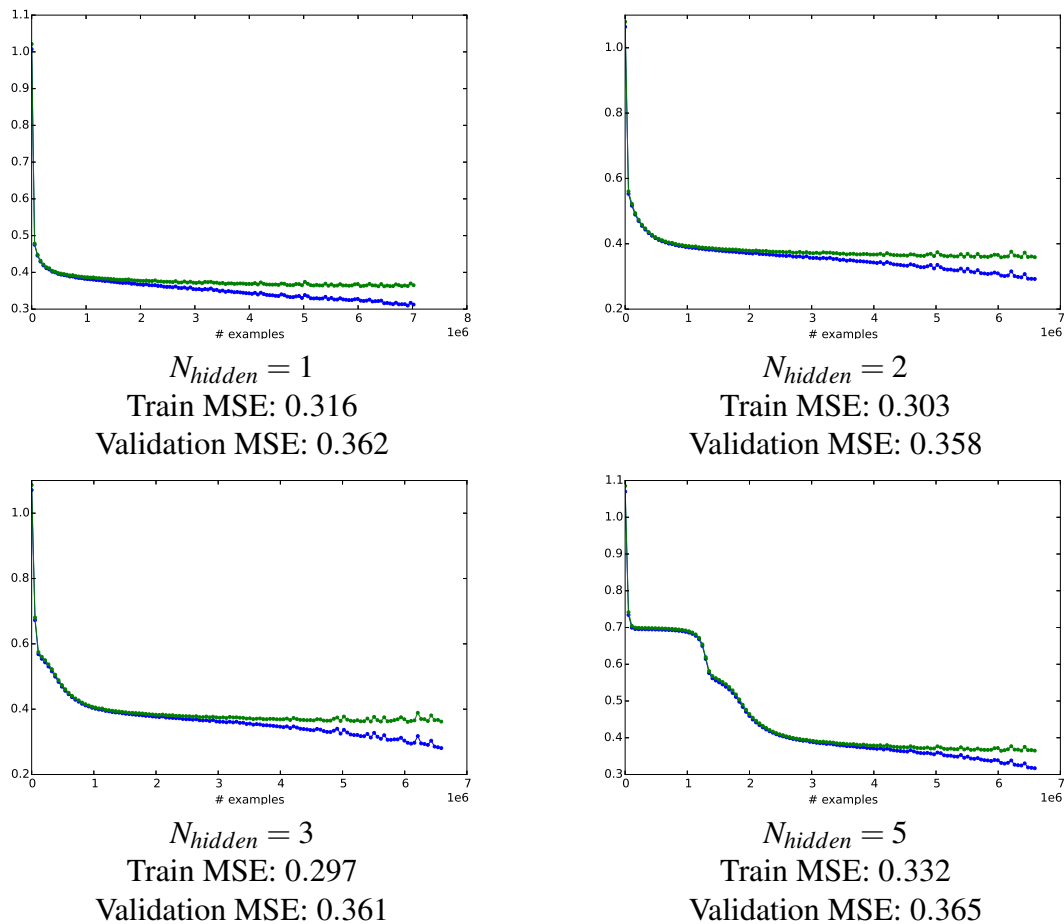 1.1
1.0
0.9
0.8
0.7
0.6
0.5
0.4
0.3
0 1 2 3 4 5 6 7 8
# examples 1e6
N_hidden = 1
Train MSE: 0.316
Validation MSE: 0.362
1.0
0.8
0.6
0.4
0.2
0 1 2 3 4 5 6 7
# examples 1e6
N_hidden = 2
Train MSE: 0.303
Validation MSE: 0.358
1.0
0.8
0.6
0.4
0.2
0 1 2 3 4 5 6 7
# examples 1e6
N_hidden = 3
Train MSE: 0.297
Validation MSE: 0.361
1.1
1.0
0.9
0.8
0.7
0.6
0.5
0.4
0.3
0.2
0 1 2 3 4 5 6 7
# examples 1e6
N_hidden = 5
Train MSE: 0.332
Validation MSE: 0.365